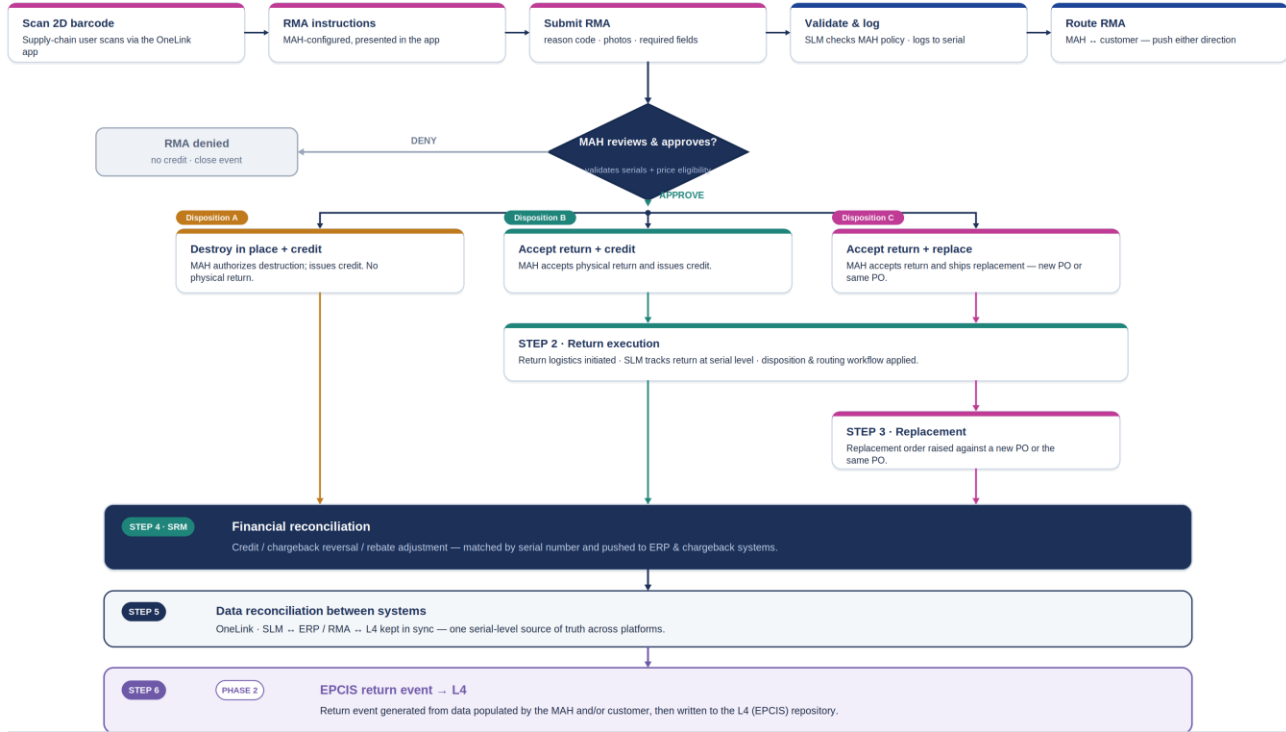 Scan 2D barcode
Supply-chain user scans via the OneLink
app
RMA instructions
MAH-configured, presented in the app
Submit RMA
reason code · photos · required fields
Validate & log
SLM checks MAH policy · logs to serial
Route RMA
MAH ↔ customer — push either direction
MAH reviews & approves?
validates serials + price eligibility
DENY
RMA denied
no credit · close event
APPROVE
Disposition A
Destroy in place + credit
MAH authorizes destruction; issues credit. No
physical return.
Disposition B
Accept return + credit
MAH accepts physical return and issues credit.
Disposition C
Accept return + replace
MAH accepts return and ships replacement — new PO or
same PO.
STEP 2 · Return execution
Return logistics initiated · SLM tracks return at serial level · disposition & routing workflow applied.
STEP 3 · Replacement
Replacement order raised against a new PO or the
same PO.
STEP 4 · SRM
Financial reconciliation
Credit / chargeback reversal / rebate adjustment — matched by serial number and pushed to ERP & chargeback systems.
STEP 5
Data reconciliation between systems
OneLink · SLM ↔ ERP / RMA ↔ L4 kept in sync — one serial-level source of truth across platforms.
STEP 6
PHASE 2
EPCIS return event → L4
Return event generated from data populated by the MAH and/or customer, then written to the L4 (EPCIS) repository.